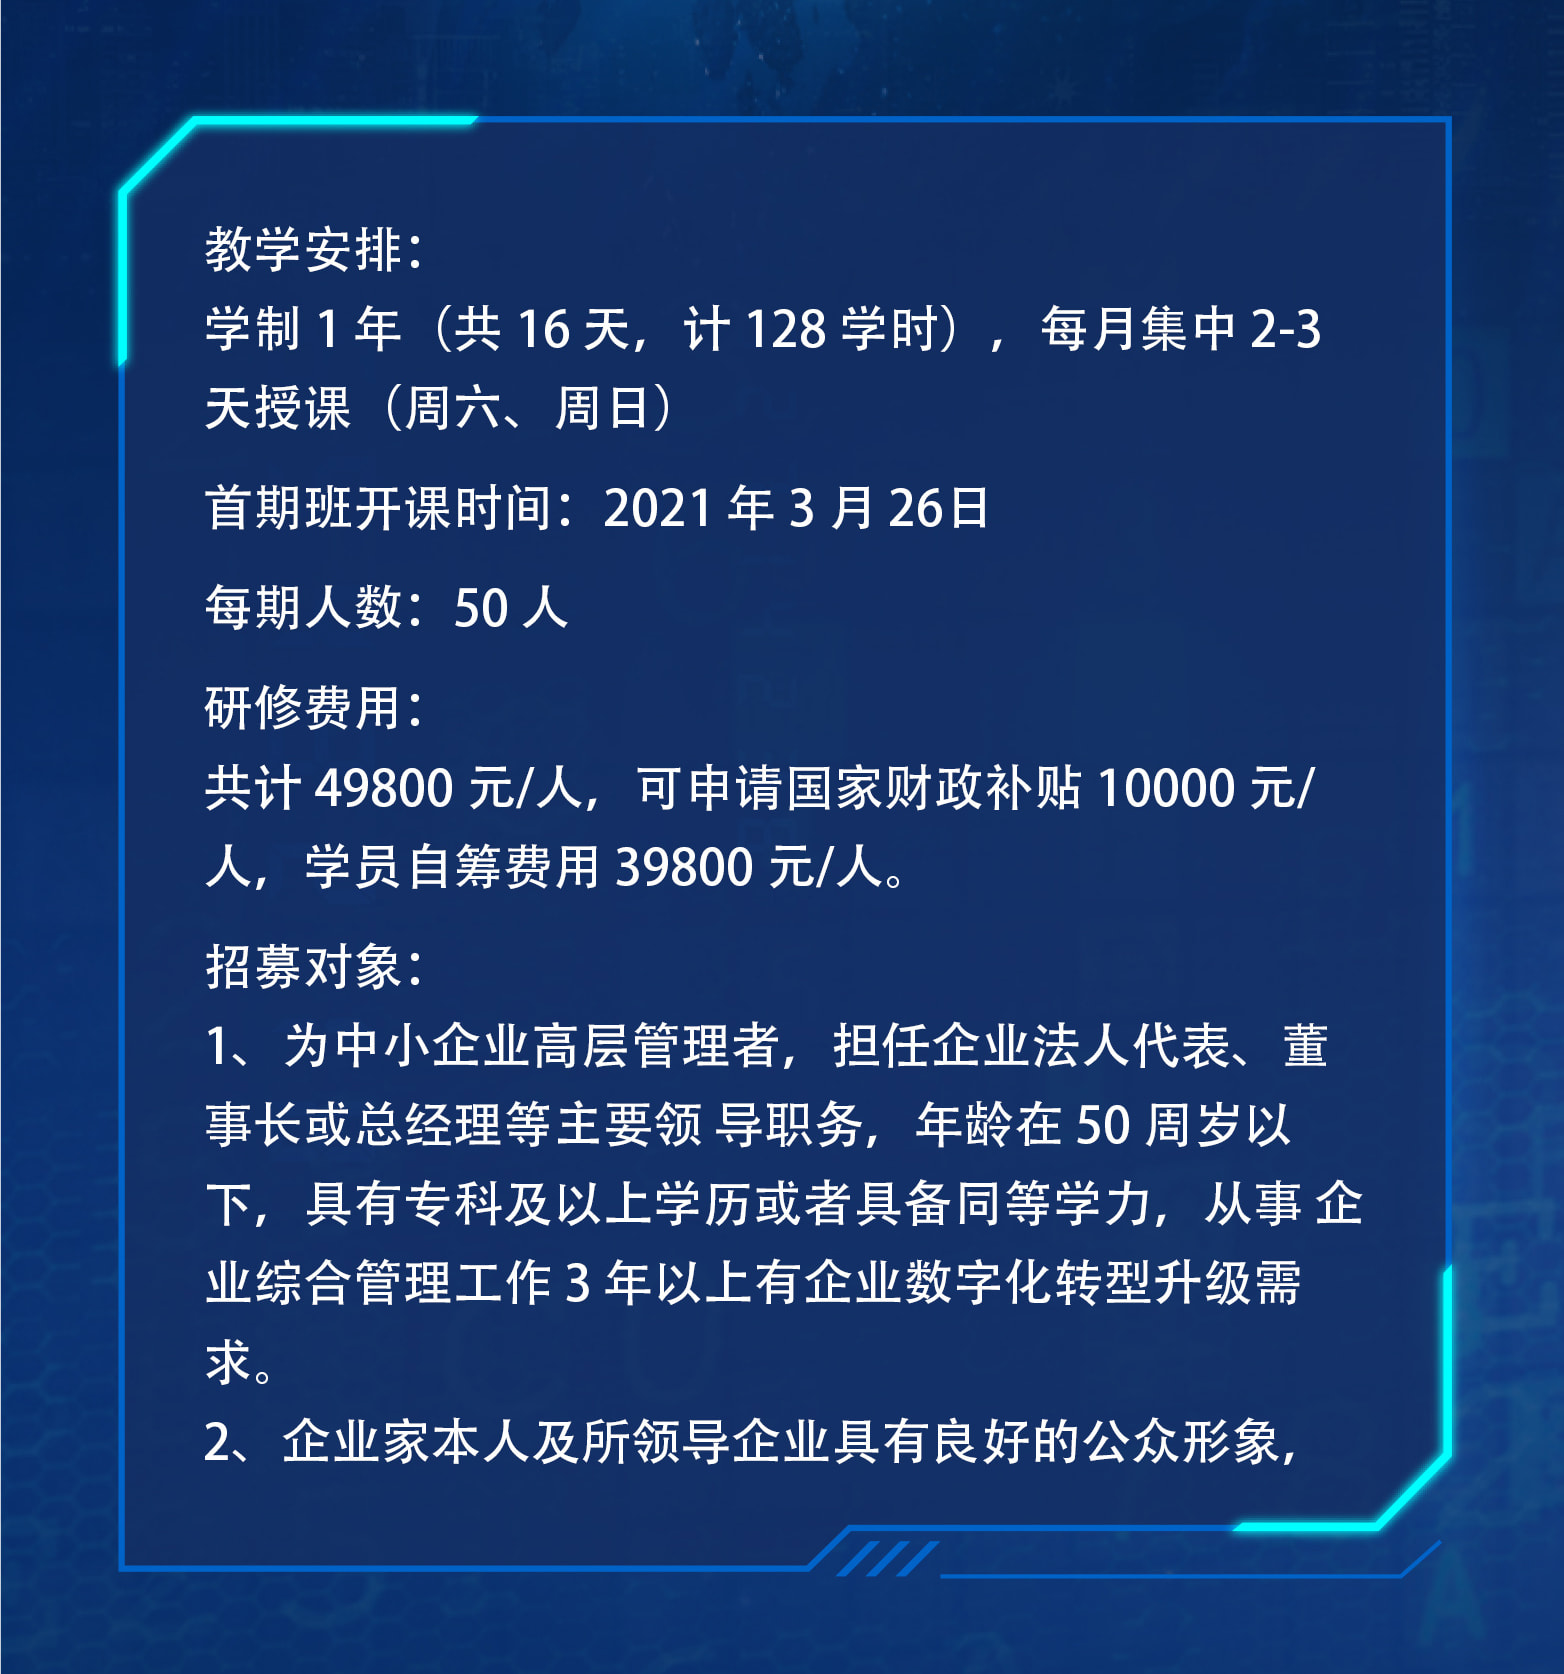 教学安排：
学制 1 年（共 16 天，计 128 学时），每月集中 2-3
天授课（周六、周日）
首期班开课时间：2021 年 3 月 26日
每期人数：50 人
研修费用：
共计 49800 元/人，可申请国家财政补贴 10000 元/
人，学员自筹费用 39800 元/人。
招募对象：
1、为中小企业高层管理者，担任企业法人代表、董
事长或总经理等主要领 导职务，年龄在 50 周岁以
下，具有专科及以上学历或者具备同等学力，从事 企
业综合管理工作 3 年以上有企业数字化转型升级需
求。
2、企业家本人及所领导企业具有良好的公众形象，